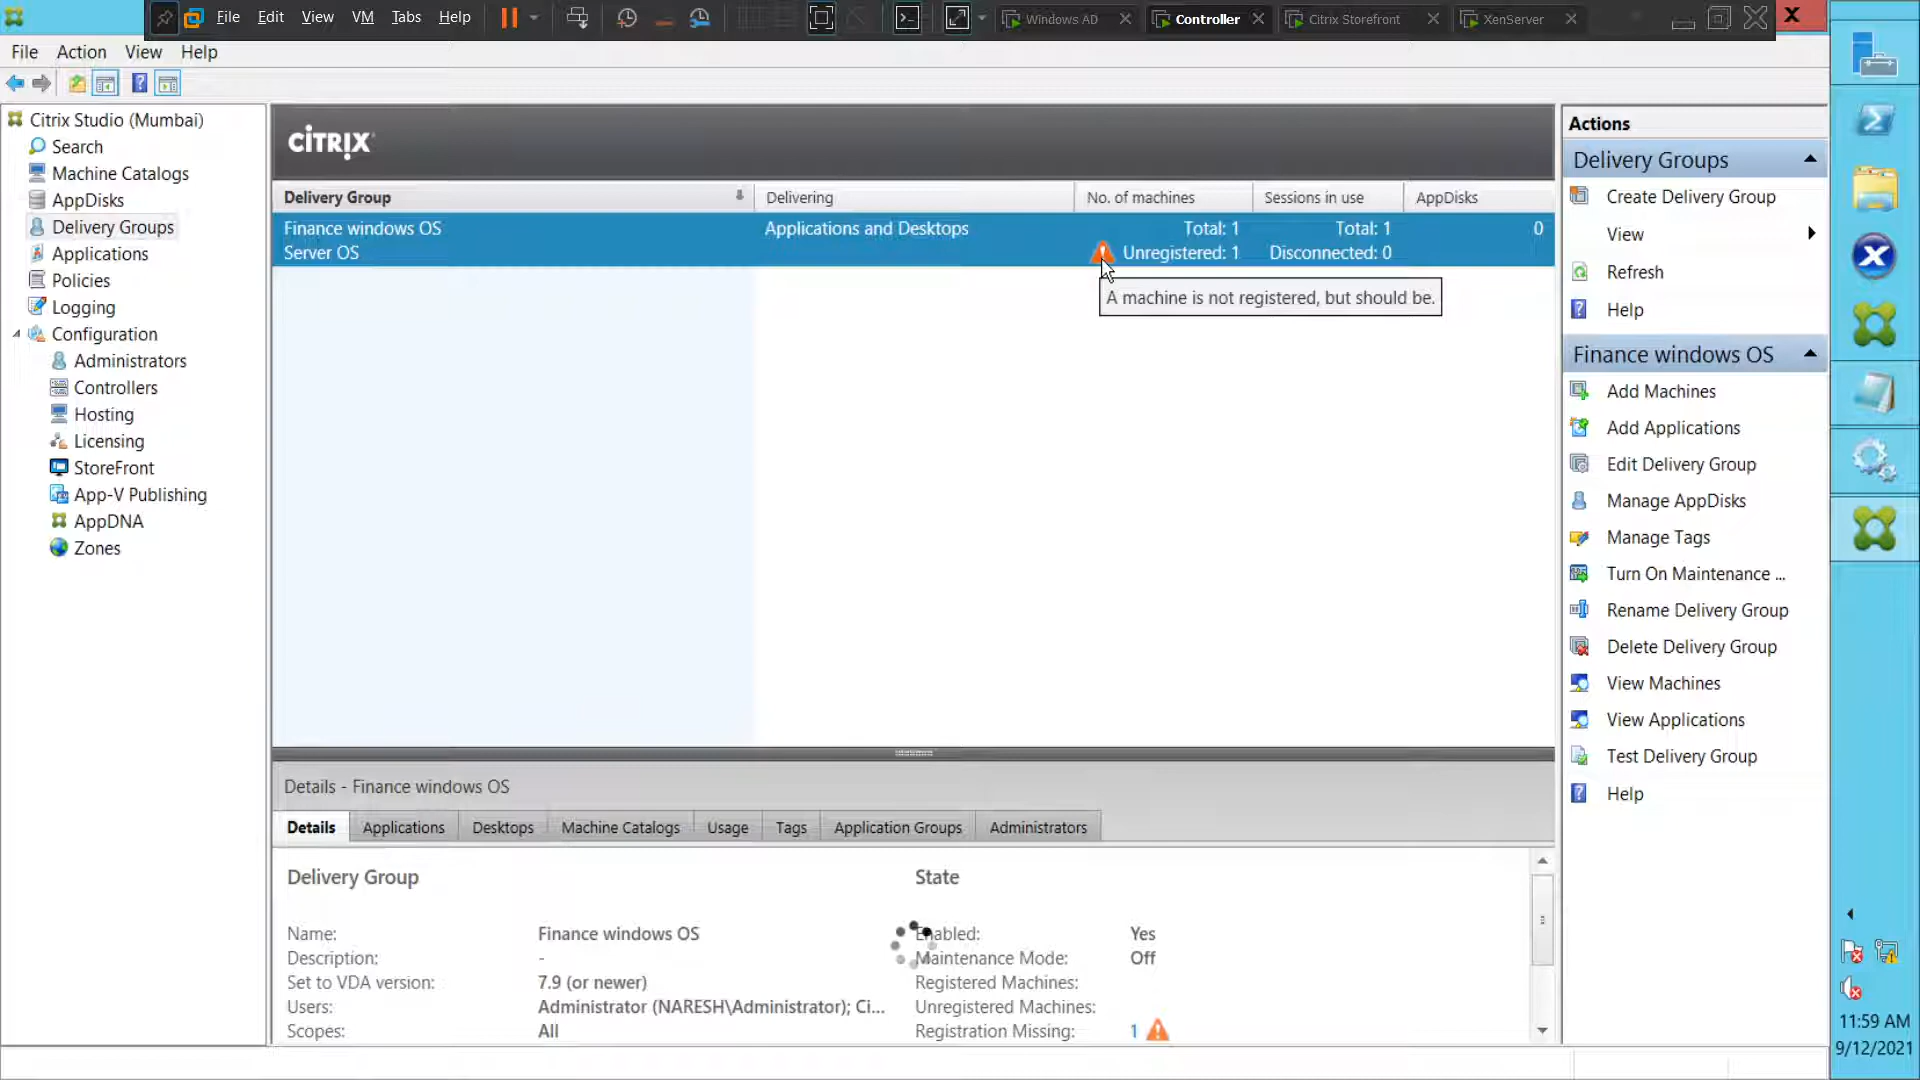 File Edit View VM Tabs Help
Windows AD
Controller
Citrix Storefront
XenServer
X
File Action View Help
Citrix Studio (Mumbai)
Search
Machine Catalogs
AppDisks
Delivery Groups
Applications
Policies
Logging
Configuration
Administrators
Controllers
Hosting
Licensing
StoreFront
App-V Publishing
AppDNA
Zones
CİTRIX
Delivery Group Delivering No. of machines Sessions in use AppDisks
Finance windows OS Applications and Desktops Total: 1 Total: 1 0
Server OS Unregistered: 1 Disconnected: 0
A machine is not registered, but should be.
Details - Finance windows OS
Details Applications Desktops Machine Catalogs Usage Tags Application Groups Administrators
Delivery Group State
Name: Finance windows OS Enabled: Yes
Description: - Maintenance Mode: Off
Set to VDA version: 7.9 (or newer) Registered Machines:
Users: Administrator (NARESH\Administrator); Ci... Unregistered Machines:
Scopes: All Registration Missing: 1
Actions
Delivery Groups
Create Delivery Group
View
Refresh
Help
Finance windows OS
Add Machines
Add Applications
Edit Delivery Group
Manage AppDisks
Manage Tags
Turn On Maintenance ...
Rename Delivery Group
Delete Delivery Group
View Machines
View Applications
Test Delivery Group
Help
11:59 AM
9/12/2021